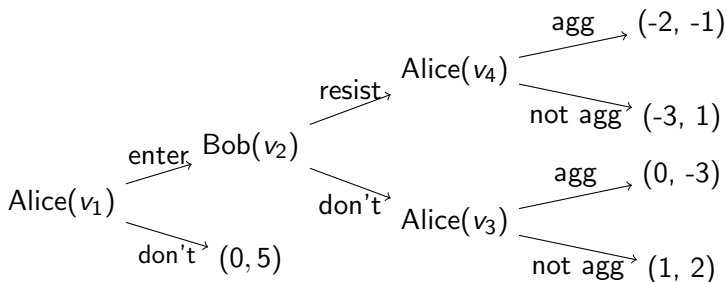 agg (-2, -1)
Alice(v₄)
resist
not agg (-3, 1)
Bob(v₂)
enter
agg (0, -3)
Alice(v₁)
don't
Alice(v₃)
don't (0, 5)
not agg (1, 2)